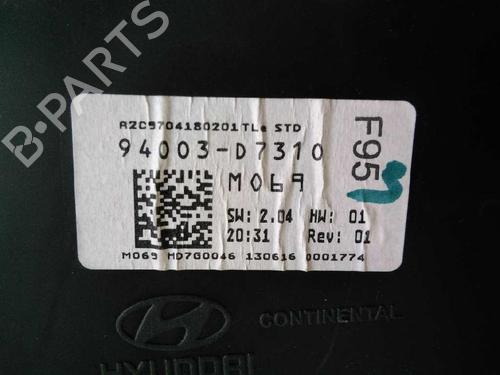 A2C9704180201TLe STD
94003-D7310
M069
SW: 2.04 HW: 01
20:31 Rev: 01
M069 MD7G0046 130616 0001774
F95
CONTINENTAL
HYUNDAI
B-PARTS